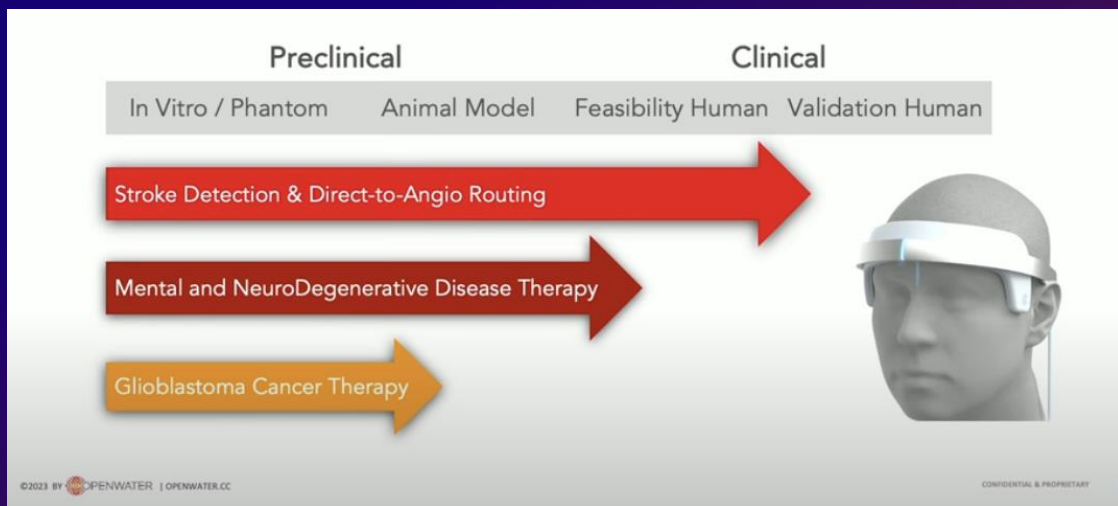 Preclinical
Clinical
In Vitro / Phantom
Animal Model
Feasibility Human
Validation Human
Stroke Detection & Direct-to-Angio Routing
Mental and NeuroDegenerative Disease Therapy
Glioblastoma Cancer Therapy
©2023 BY OPENWATER | OPENWATER.CC
CONFIDENTIAL & PROPRIETARY